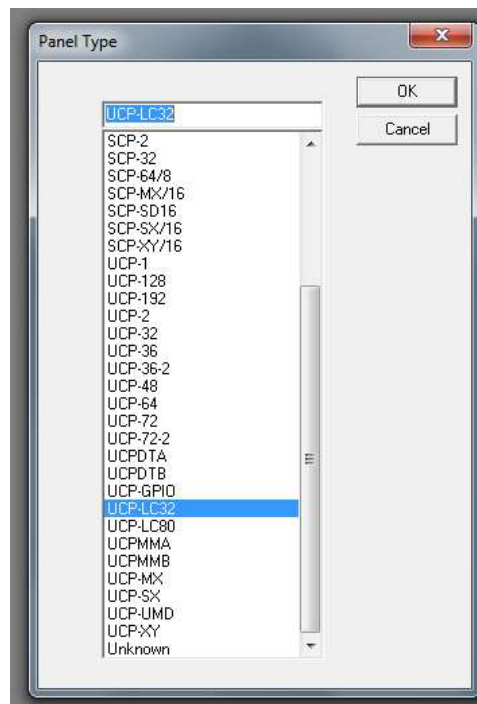 Panel Type
OK
UCP-LC32
Cancel
SCP-2
SCP-32
SCP-64/8
SCP-MX/16
SCP-SD16
SCP-SX/16
SCP-XY/16
UCP-1
UCP-128
UCP-192
UCP-2
UCP-32
UCP-36
UCP-36-2
UCP-48
UCP-64
UCP-72
UCP-72-2
UCPDTA
UCPDTB
UCP-GPIO
UCP-LC32
UCP-LC80
UCPMMA
UCPMMB
UCP-MX
UCP-SX
UCP-UMD
UCP-XY
Unknown